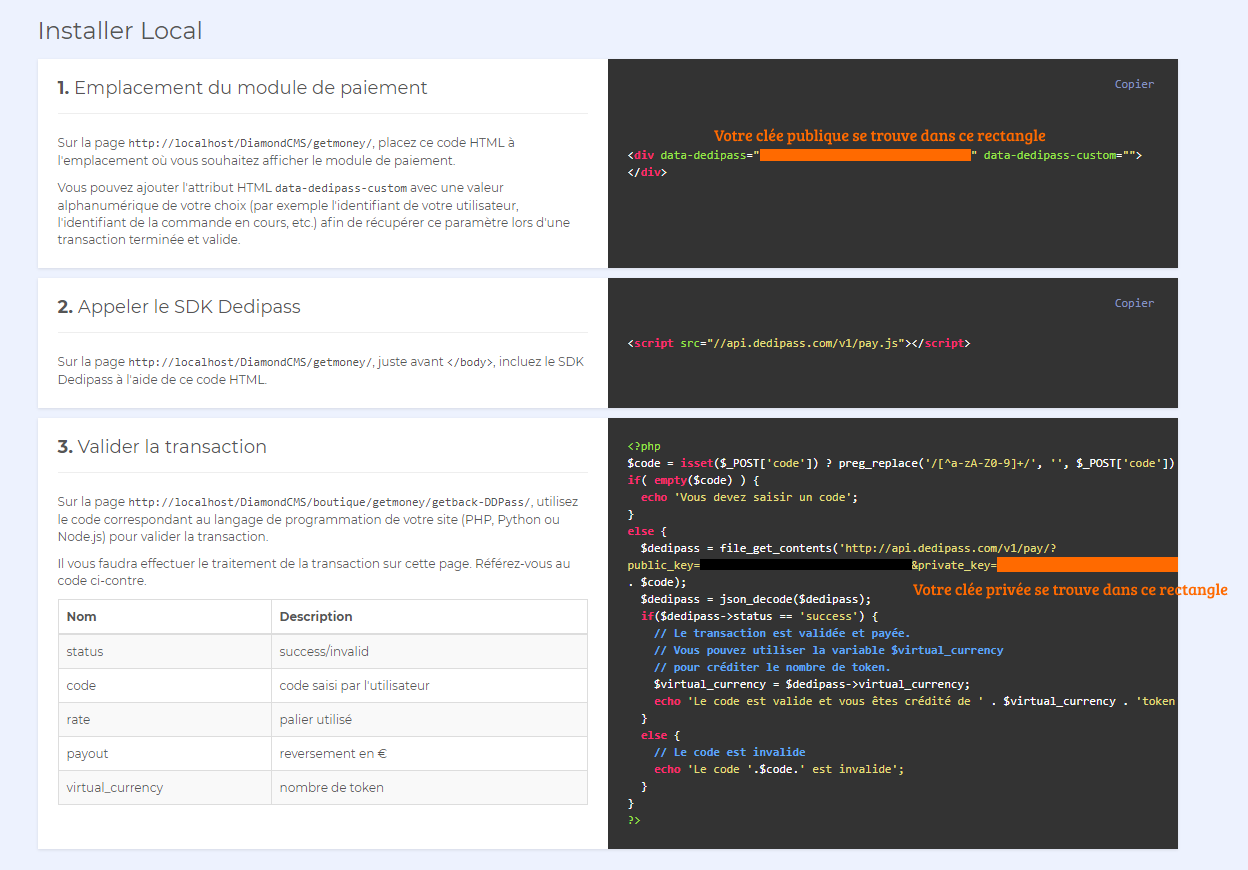 Installer Local
1. Emplacement du module de paiement
Sur la page http://localhost/DiamondCMS/getmoney/, placez ce code HTML à
l'emplacement où vous souhaitez afficher le module de paiement.
Vous pouvez ajouter l'attribut HTML data-dedipass-custom avec une valeur
alphanumérique de votre choix (par exemple l'identifiant de votre utilisateur,
l'identifiant de la commande en cours, etc.) afin de récupérer ce paramètre lors d'une
transaction terminée et valide.
Copier
Votre clée publique se trouve dans ce rectangle
<div data-dedipass="" data-dedipass-custom="">
</div>
2. Appeler le SDK Dedipass
Sur la page http://localhost/DiamondCMS/getmoney/, juste avant </body>, incluez le SDK
Dedipass à l'aide de ce code HTML.
Copier
<script src="//api.dedipass.com/v1/pay.js"></script>
3. Valider la transaction
Sur la page http://localhost/DiamondCMS/boutique/getmoney/getback-DDPass/, utilisez
le code correspondant au langage de programmation de votre site (PHP, Python ou
Node.js) pour valider la transaction.
Il vous faudra effectuer le traitement de la transaction sur cette page. Référez-vous au
code ci-contre.
Nom Description
status success/invalid
code code saisi par l'utilisateur
rate palier utilisé
payout reversement en €
virtual_currency nombre de token
<?php
$code = isset($_POST['code']) ? preg_replace('/[^a-zA-Z0-9]+/', '', $_POST['code'])
if( empty($code) ) {
echo 'Vous devez saisir un code';
}
else {
$dedipass = file_get_contents('http://api.dedipass.com/v1/pay/?
public_key=&private_key=
. $code);
Votre clée privée se trouve dans ce rectangle
$dedipass = json_decode($dedipass);
if($dedipass->status == 'success') {
// Le transaction est validée et payée.
// Vous pouvez utiliser la variable $virtual_currency
// pour créditer le nombre de token.
$virtual_currency = $dedipass->virtual_currency;
echo 'Le code est valide et vous êtes crédité de ' . $virtual_currency . 'token
}
else {
// Le code est invalide
echo 'Le code '.$code.' est invalide';
}
}
?>